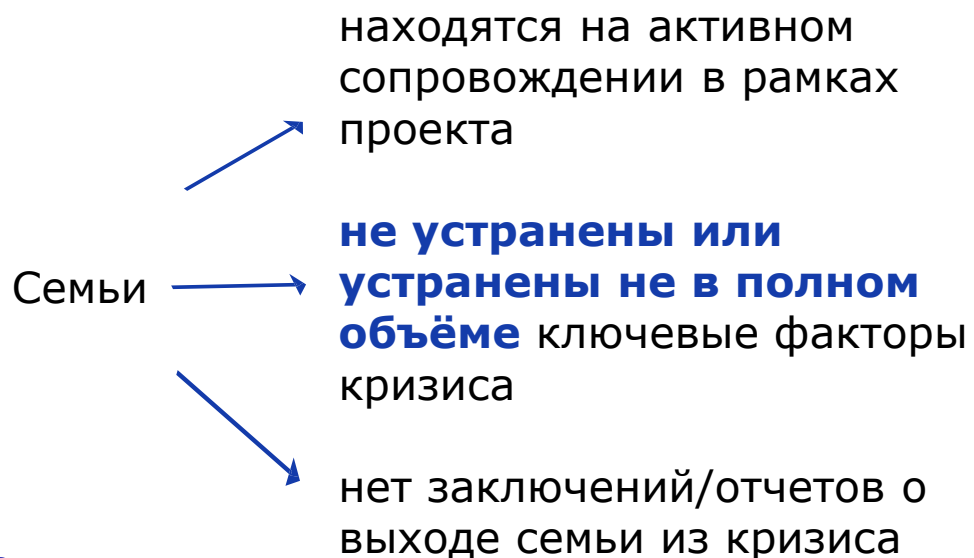 находятся на активном
сопровождении в рамках
проекта
не устранены или
Семьи
устранены не в полном
объёме ключевые факторы
кризиса
нет заключений/отчетов о
выходе семьи из кризиса